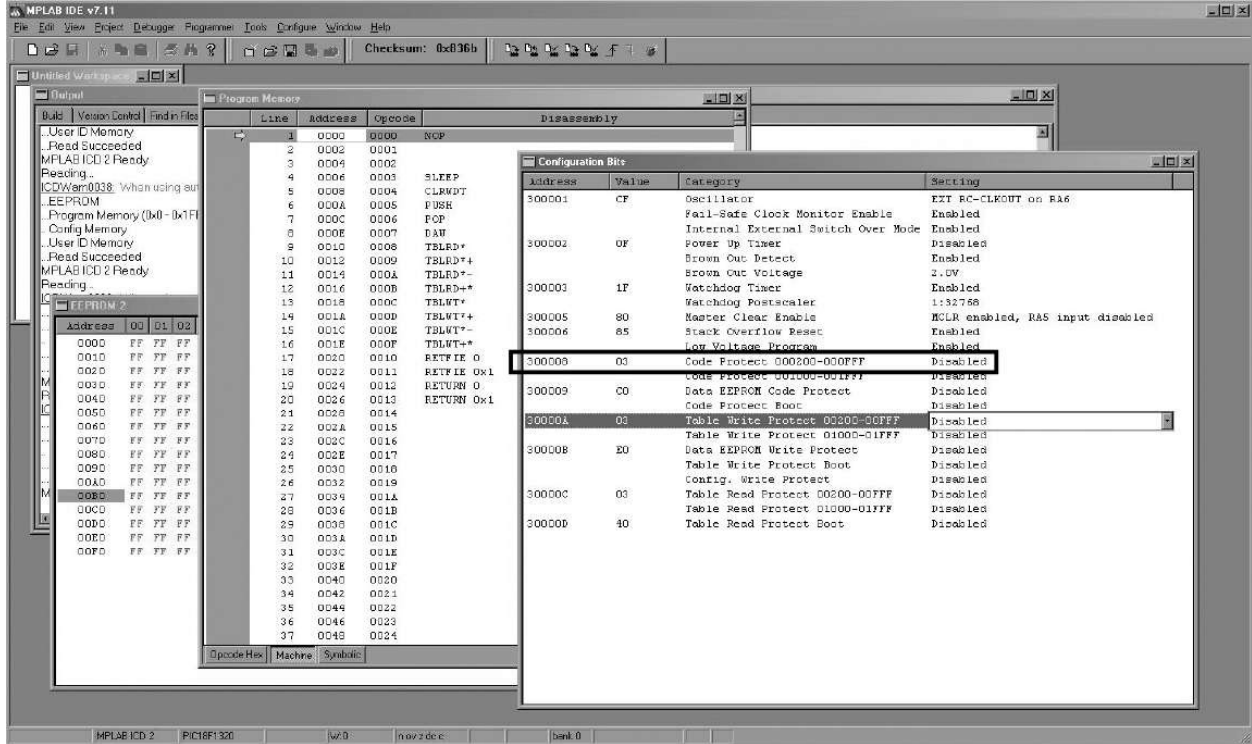 MPLAB IDE v7.11
File Edit View Project Debugger Programmer Tools Configure Window Help
Checksum: 0x836b
Untitled Workspace
Output
Build Version Control Find in Files
...User ID Memory
...Read Succeeded
MPLAB ICD 2 Ready
Reading...
ICDWarn0038: When using aut
...EEPROM
...Program Memory (0x0 - 0x1F
...Config Memory
...User ID Memory
...Read Succeeded
MPLAB ICD 2 Ready
Reading...
EEPROM 2
Address 00 01 02
0000 FF FF FF
0010 FF FF FF
0020 FF FF FF
0030 FF FF FF
0040 FF FF FF
0050 FF FF FF
0060 FF FF FF
0070 FF FF FF
0080 FF FF FF
0090 FF FF FF
00A0 FF FF FF
00B0 FF FF FF
00C0 FF FF FF
00D0 FF FF FF
00E0 FF FF FF
00F0 FF FF FF
Program Memory
Line Address Opcode Disassembly
1 0000 0000 NOP
2 0002 0001
3 0004 0002
4 0006 0003 SLEEP
5 0008 0004 CLRWDT
6 000A 0005 PUSH
7 000C 0006 POP
8 000E 0007 DAW
9 0010 0008 TBLRD*
10 0012 0009 TBLRD*+
11 0014 000A TBLRD*-
12 0016 000B TBLRD+*
13 0018 000C TBLWT*
14 001A 000D TBLWT*+
15 001C 000E TBLWT*-
16 001E 000F TBLWT+*
17 0020 0010 RETFIE 0
18 0022 0011 RETFIE 0x1
19 0024 0012 RETURN 0
20 0026 0013 RETURN 0x1
21 0028 0014
22 002A 0015
23 002C 0016
24 002E 0017
25 0030 0018
26 0032 0019
27 0034 001A
28 0036 001B
29 0038 001C
30 003A 001D
31 003C 001E
32 003E 001F
33 0040 0020
34 0042 0021
35 0044 0022
36 0046 0023
37 0048 0024
Opcode Hex Machine Symbolic
Configuration Bits
Address Value Category Setting
300001 CF Oscillator EXT RC-CLKOUT on RA6
Fail-Safe Clock Monitor Enable Enabled
Internal External Switch Over Mode Enabled
300002 0F Power Up Timer Disabled
Brown Out Detect Enabled
Brown Out Voltage 2.0V
300003 1F Watchdog Timer Enabled
Watchdog Postscaler 1:32768
300005 80 Master Clear Enable MCLR enabled, RA5 input disabled
300006 85 Stack Overflow Reset Enabled
Low Voltage Program Enabled
300008 03 Code Protect 000200-000FFF Disabled
Code Protect 001000-001FFF Disabled
300009 C0 Data EEPROM Code Protect Disabled
Code Protect Boot Disabled
30000A 03 Table Write Protect 00200-00FFF Disabled
Table Write Protect 01000-01FFF Disabled
30000B E0 Data EEPROM Write Protect Disabled
Table Write Protect Boot Disabled
Config. Write Protect Disabled
30000C 03 Table Read Protect 00200-00FFF Disabled
Table Read Protect 01000-01FFF Disabled
30000D 40 Table Read Protect Boot Disabled
MPLAB ICD 2 PIC18F1320 W:0 n ov z dc c bank 0